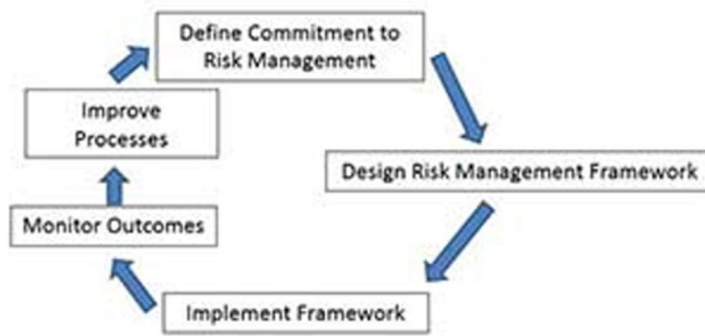 Define Commitment to
Risk Management
Design Risk Management Framework
Implement Framework
Monitor Outcomes
Improve
Processes